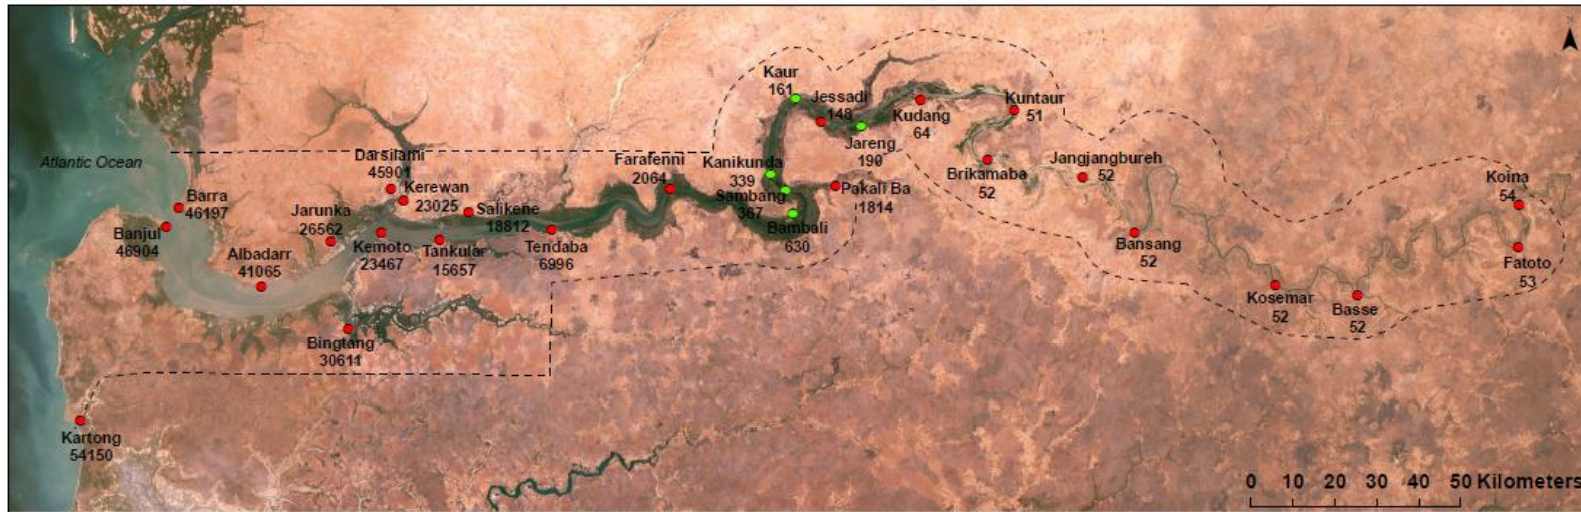 Atlantic Ocean
Kaur
161
Jessadi
148
Kudang
64
Kuntaur
51
Jareng
190
Darsilami
45901
Kerewan
23025
Farafenni
2064
Kanikunda
339
Sambang
367
Bambali
630
Pakali Ba
1814
Brikamaba
52
Jangjangbureh
52
Koina
54
Barra
46197
Banjul
46904
Jarunka
26562
Albadarr
41065
Kemoto
23467
Salikene
18812
Tankular
15657
Tendaba
6996
Bansang
52
Fatoto
53
Kosemar
52
Basse
52
Bingtang
30611
Kartong
54150
0 10 20 30 40 50 Kilometers